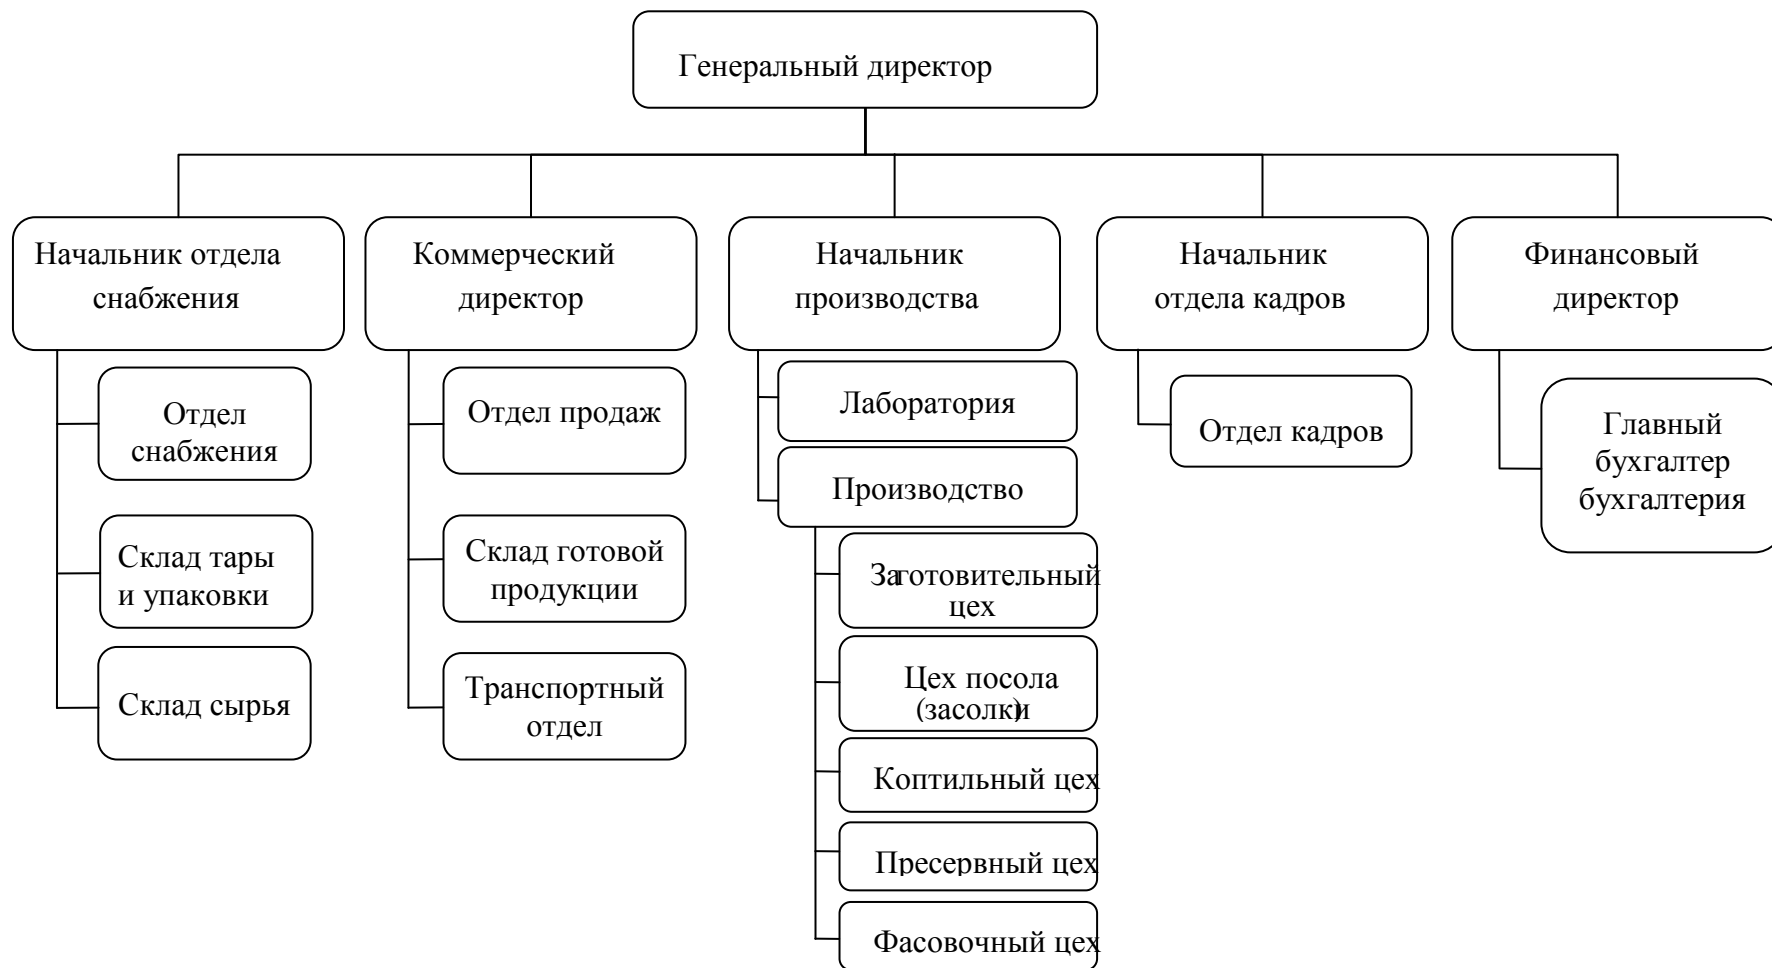 Генеральный директор
Начальник отдела
снабжения
Коммерческий
директор
Начальник
производства
Начальник
отдела кадров
Финансовый
директор
Отдел
снабжения
Склад тары
и упаковки
Склад сырья
Отдел продаж
Склад готовой
продукции
Транспортный
отдел
Лаборатория
Производство
Заготовительный
цех
Цех посола
(засолки)
Коптильный цех
Пресервный цех
Фасовочный цех
Отдел кадров
Главный
бухгалтер
бухгалтерия